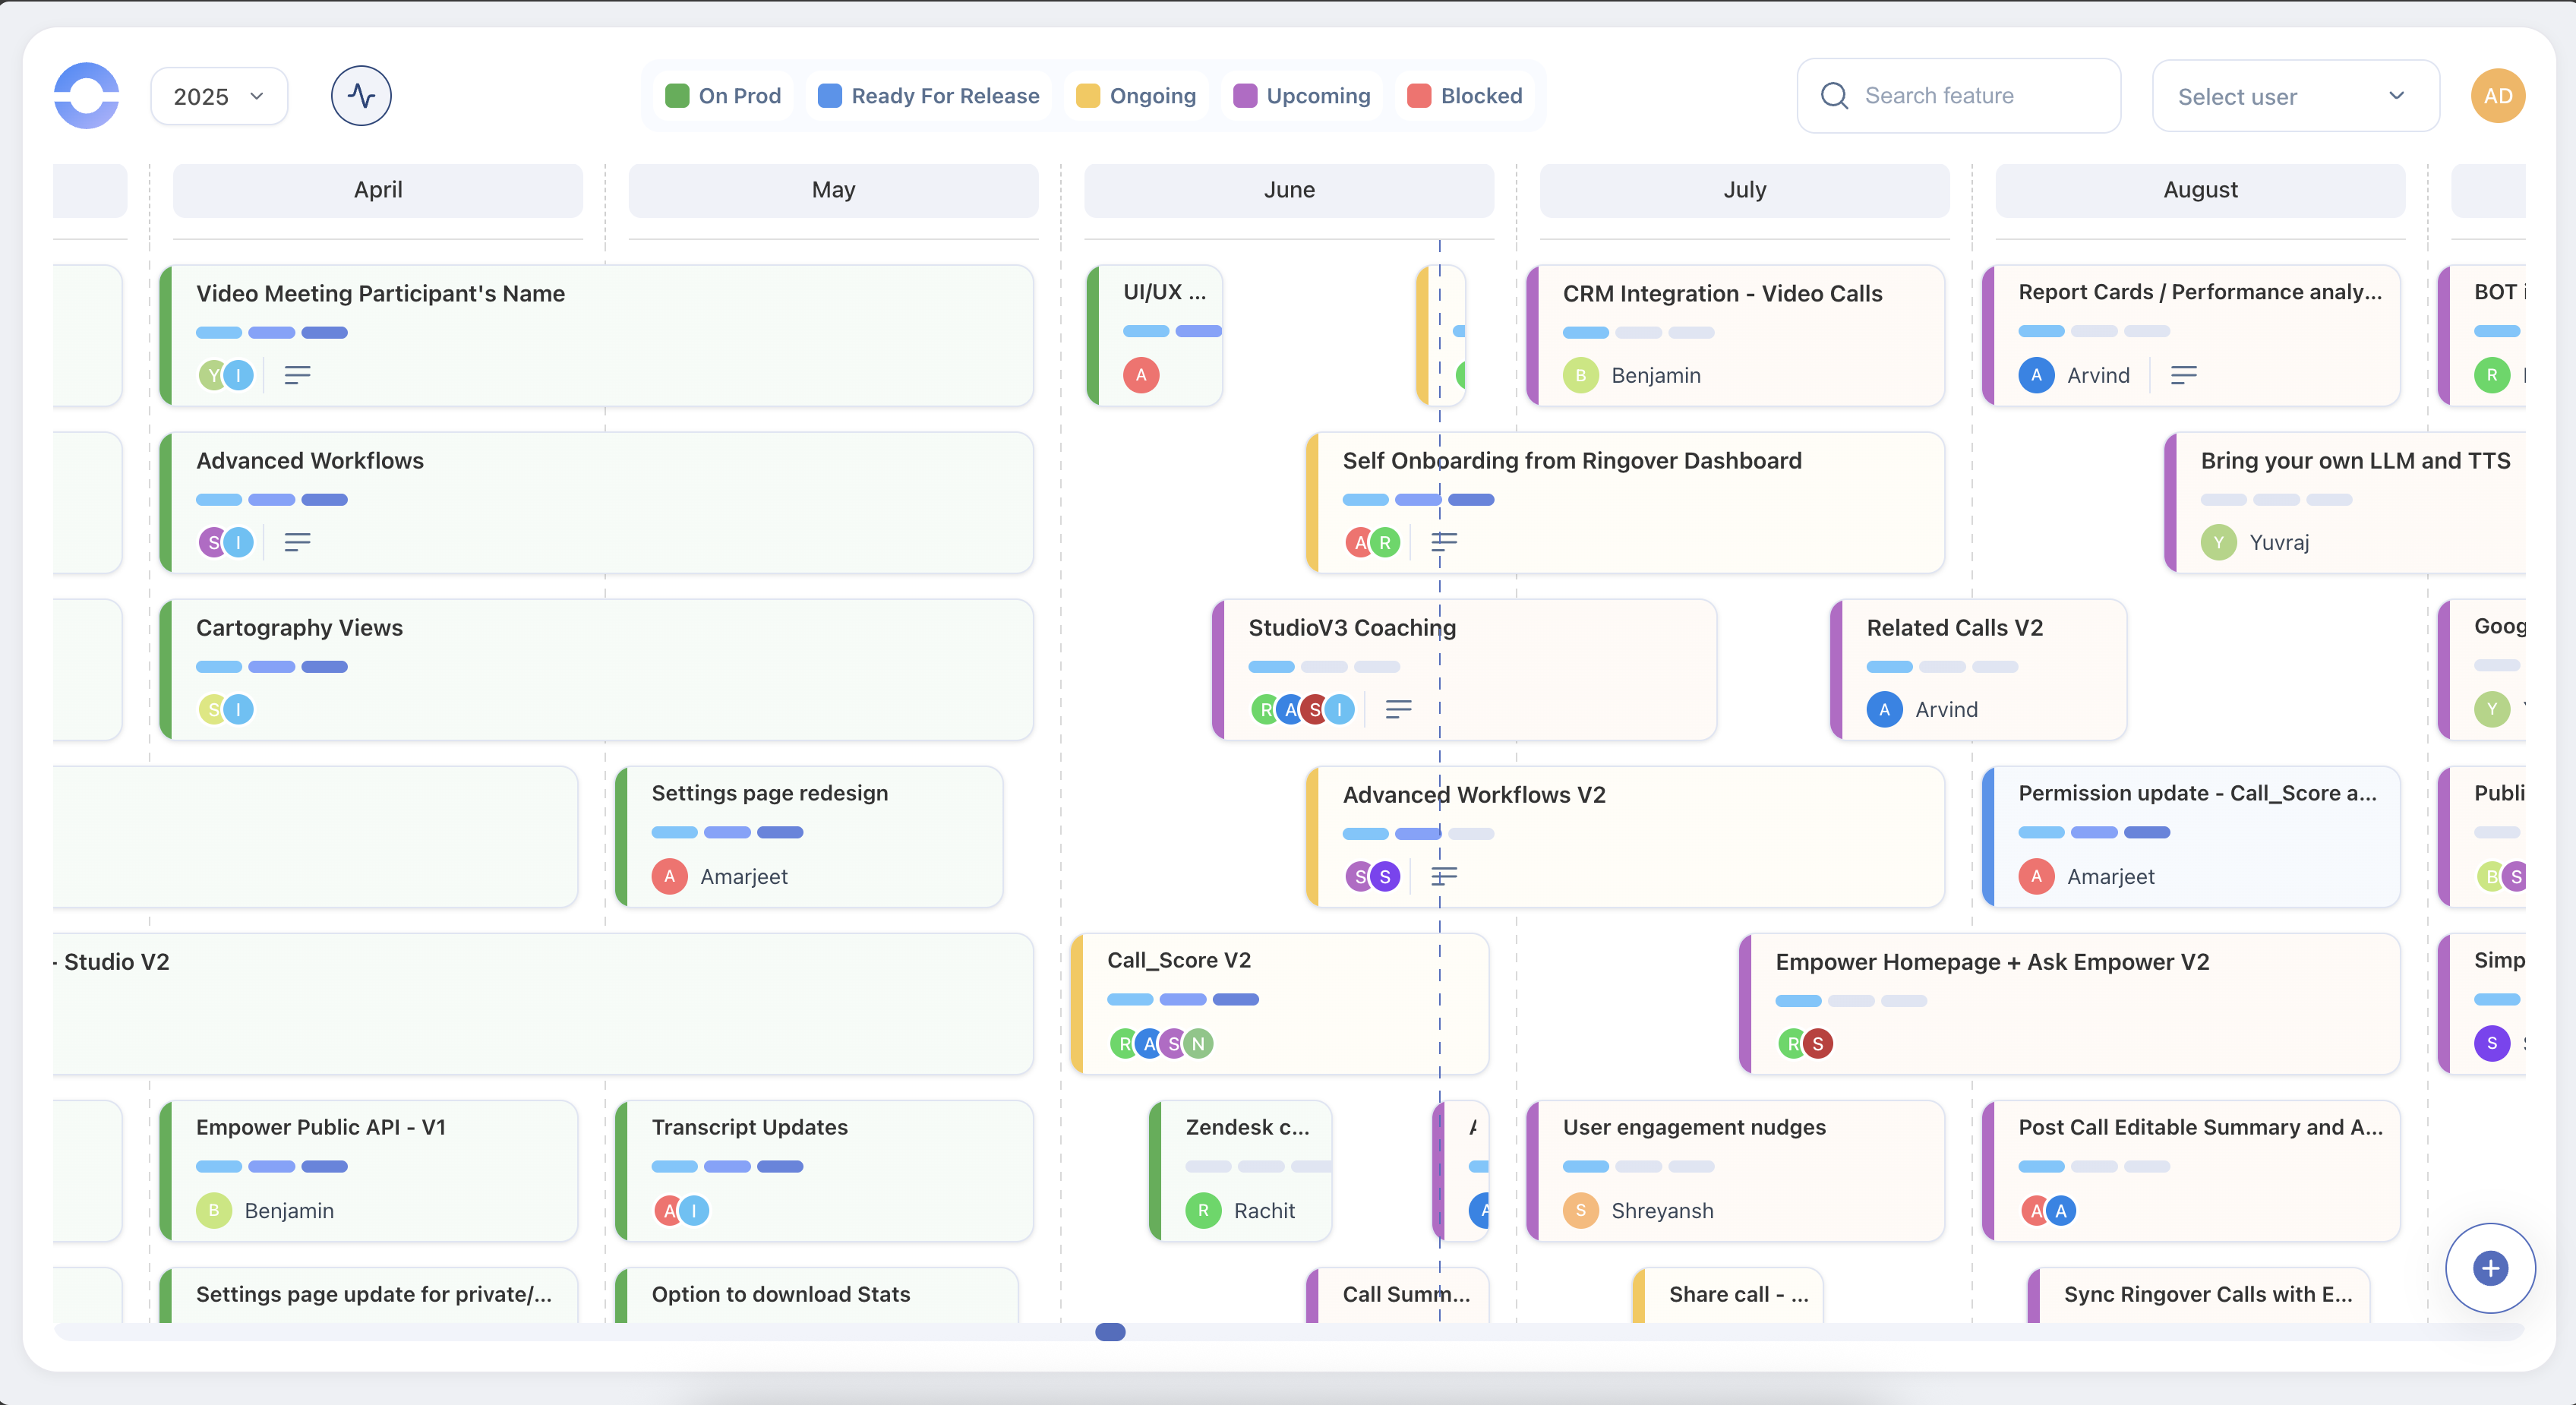 2025
On Prod
Ready For Release
Ongoing
Upcoming
Blocked
Search feature
Select user
AD
April
May
June
July
August
Video Meeting Participant's Name
Y I
UI/UX ...
A
CRM Integration - Video Calls
B Benjamin
Report Cards / Performance analy...
A Arvind
BOT
R
Advanced Workflows
S I
Self Onboarding from Ringover Dashboard
A R
Bring your own LLM and TTS
Y Yuvraj
Cartography Views
S I
StudioV3 Coaching
R A S I
Related Calls V2
A Arvind
Goog
Y
Settings page redesign
A Amarjeet
Advanced Workflows V2
S S
Permission update - Call_Score a...
A Amarjeet
Publi
B S
- Studio V2
Call_Score V2
R A S N
Empower Homepage + Ask Empower V2
R S
Simp
S
Empower Public API - V1
B Benjamin
Transcript Updates
A I
Zendesk c...
R Rachit
A
User engagement nudges
S Shreyansh
Post Call Editable Summary and A...
A A
Settings page update for private/...
Option to download Stats
Call Summ...
Share call - ...
Sync Ringover Calls with E...